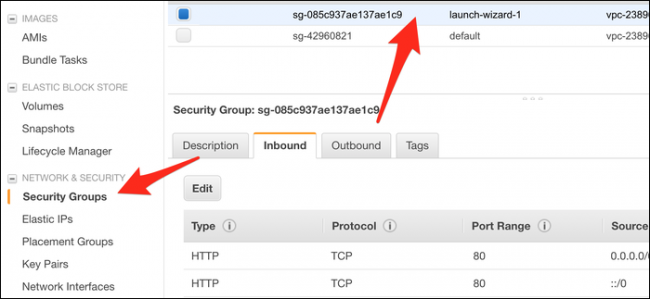 IMAGES
AMIs
Bundle Tasks
ELASTIC BLOCK STORE
Volumes
Snapshots
Lifecycle Manager
NETWORK & SECURITY
Security Groups
Elastic IPs
Placement Groups
Key Pairs
Network Interfaces
sg-085c937ae137ae1c9 launch-wizard-1 vpc-2389
sg-42960821 default vpc-2389
Security Group: sg-085c937ae137ae1c9
Description Inbound Outbound Tags
Edit
Type Protocol Port Range Source
HTTP TCP 80 0.0.0.0/
HTTP TCP 80 ::/0